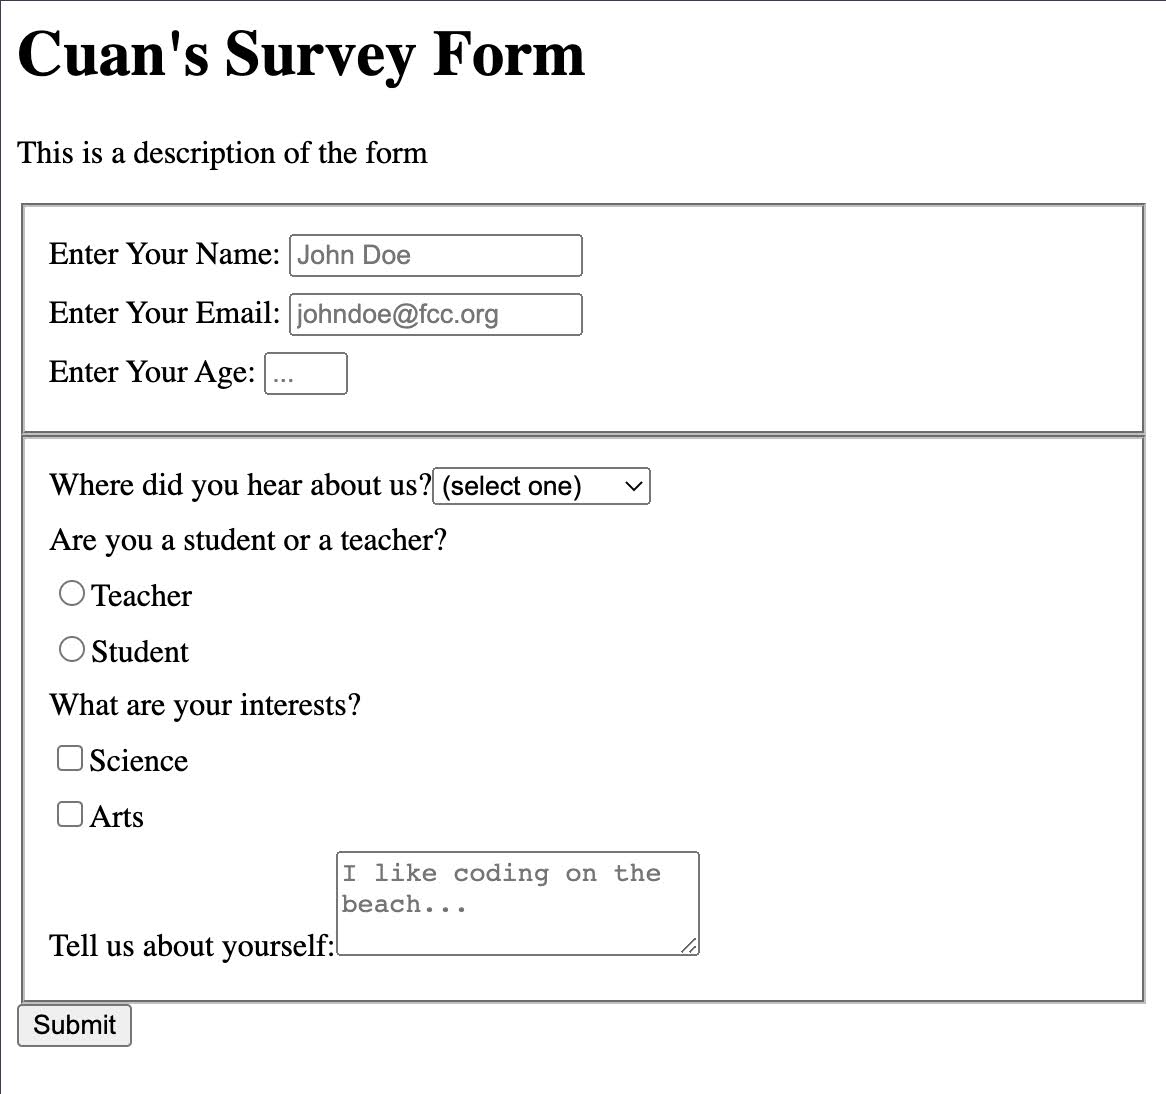 Cuan's Survey Form
This is a description of the form
Enter Your Name: John Doe
Enter Your Email: johndoe@fcc.org
Enter Your Age: ...
Where did you hear about us? (select one)
Are you a student or a teacher?
Teacher
Student
What are your interests?
Science
Arts
I like coding on the
beach...
Tell us about yourself:
Submit